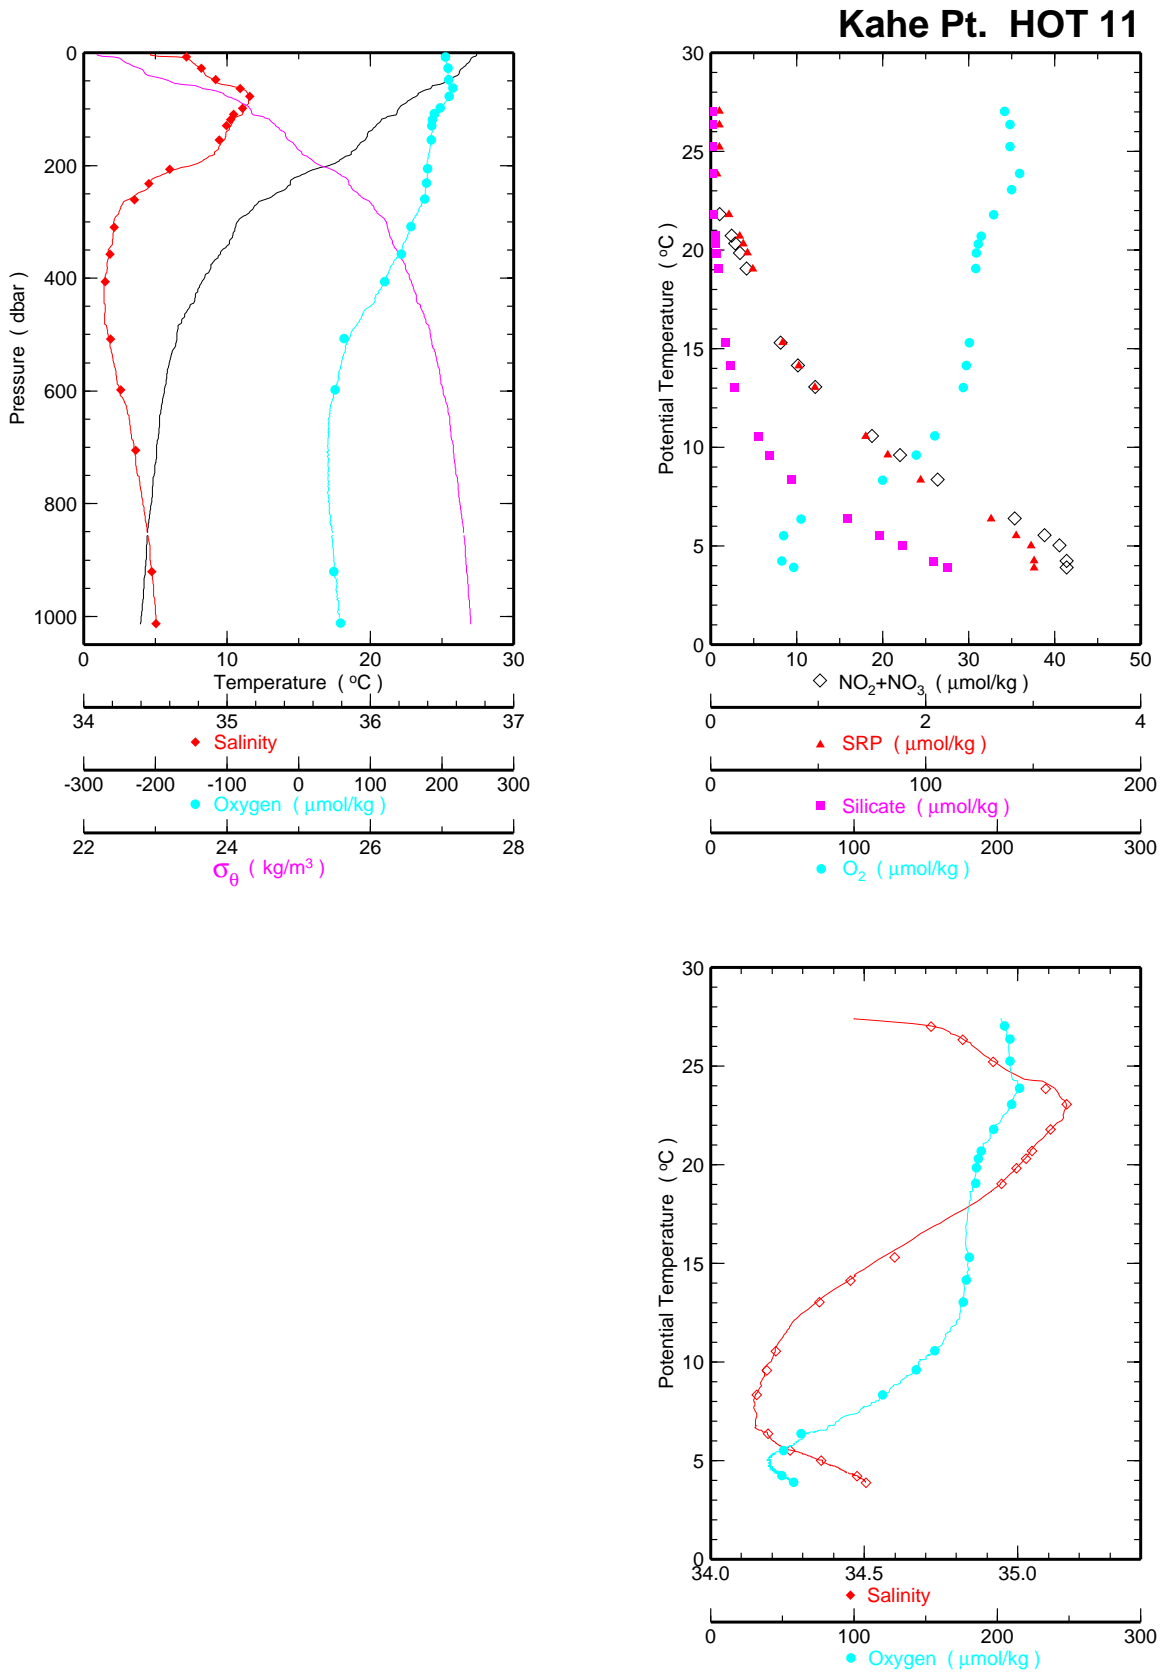 Kahe Pt.  HOT 11
0
200
400
600
800
1000
Pressure  ( dbar )
0 10 20 30
Temperature  ( °C )
34 35 36 37
Salinity
-300 -200 -100 0 100 200 300
Oxygen  ( μmol/kg )
22 24 26 28
σθ ( kg/m³ )
30
25
20
15
10
5
0
Potential Temperature  ( °C )
0 10 20 30 40 50
NO₂+NO₃  ( μmol/kg )
0 2 4
SRP  ( μmol/kg )
0 100 200
Silicate  ( μmol/kg )
0 100 200 300
O₂  ( μmol/kg )
30
25
20
15
10
5
0
Potential Temperature  ( °C )
34.0 34.5 35.0
Salinity
0 100 200 300
Oxygen  ( μmol/kg )